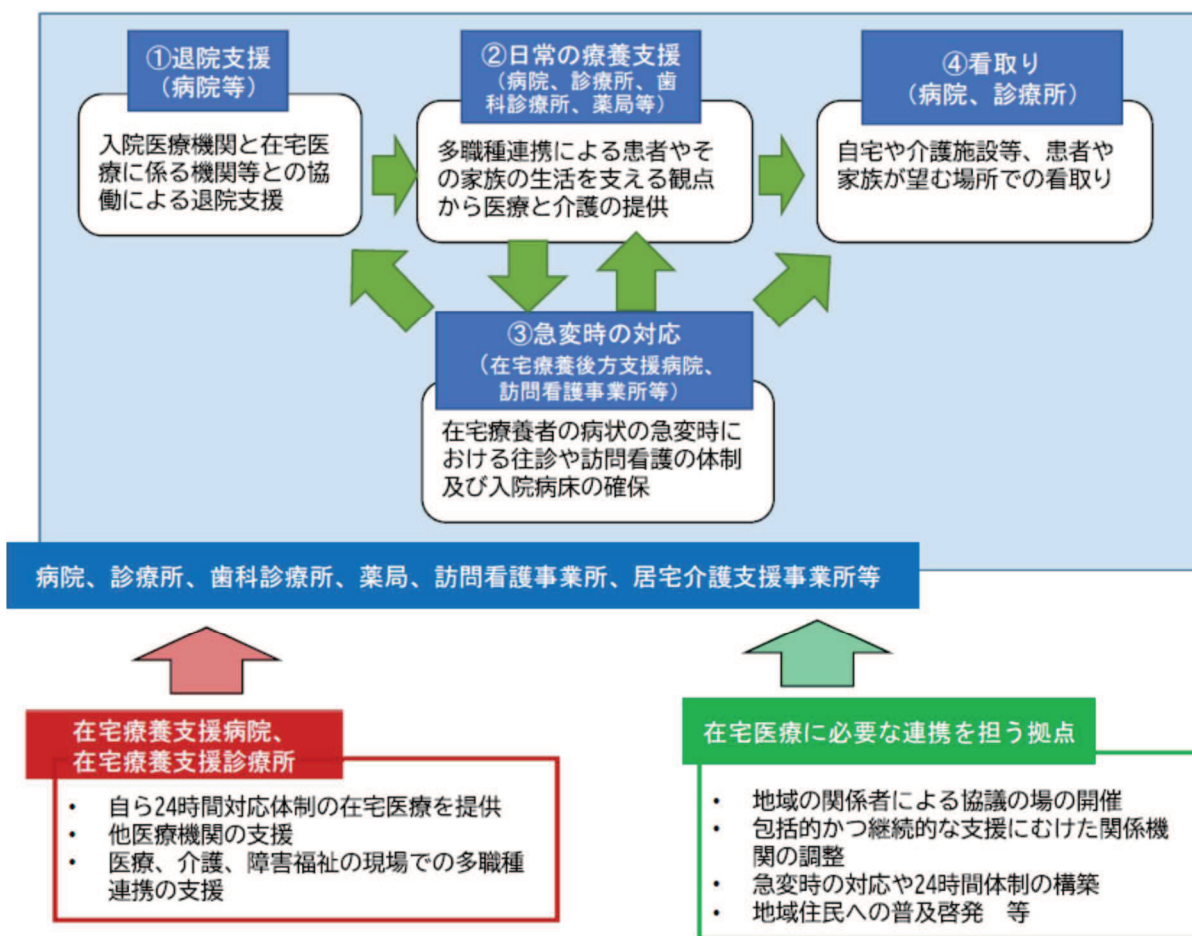 ①退院支援
（病院等）
入院医療機関と在宅医
療に係る機関等との協
働による退院支援
②日常の療養支援
（病院、診療所、歯
科診療所、薬局等）
多職種連携による患者やそ
の家族の生活を支える観点
から医療と介護の提供
④看取り
（病院、診療所）
自宅や介護施設等、患者や
家族が望む場所での看取り
③急変時の対応
（在宅療養後方支援病院、
訪問看護事業所等）
在宅療養者の病状の急変時に
おける往診や訪問看護の体制
及び入院病床の確保
病院、診療所、歯科診療所、薬局、訪問看護事業所、居宅介護支援事業所等
在宅療養支援病院、
在宅療養支援診療所
• 自ら24時間対応体制の在宅医療を提供
• 他医療機関の支援
• 医療、介護、障害福祉の現場での多職種
連携の支援
在宅医療に必要な連携を担う拠点
• 地域の関係者による協議の場の開催
• 包括的かつ継続的な支援にむけた関係機
関の調整
• 急変時の対応や24時間体制の構築
• 地域住民への普及啓発　等